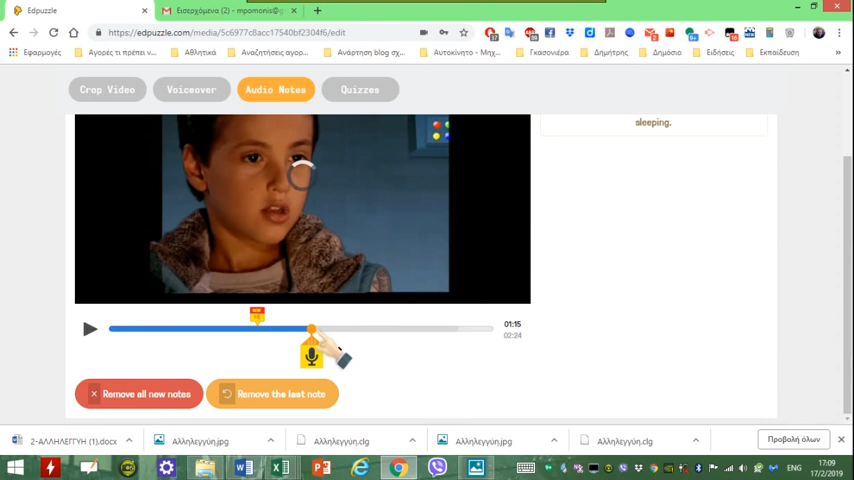 Edpuzzle
Εισερχόμενα (2) - mpomonis@g
https://edpuzzle.com/media/5c6977c8acc17540bf2304f6/edit
Εφαρμογές
Αγορές τι πρέπει ν...
Αθλητικά
Αναζητήσεις αγορ...
Ανάρτηση blog σχ...
Αυτοκίνητο - Μηχ...
Γκασονιέρα
Δημήτρης
Δημόσιο
Ειδήσεις
Εκπαίδευση
Crop Video
Voiceover
Audio Notes
Quizzes
sleeping.
01:15
02:24
Remove all new notes
Remove the last note
2-ΑΛΛΗΛΕΓΓΥΗ (1).docx
Αλληλεγγύη.jpg
Αλληλεγγύη.clg
Αλληλεγγύη.jpg
Αλληλεγγύη.clg
Προβολή όλων
ENG
17:09
17/2/2019